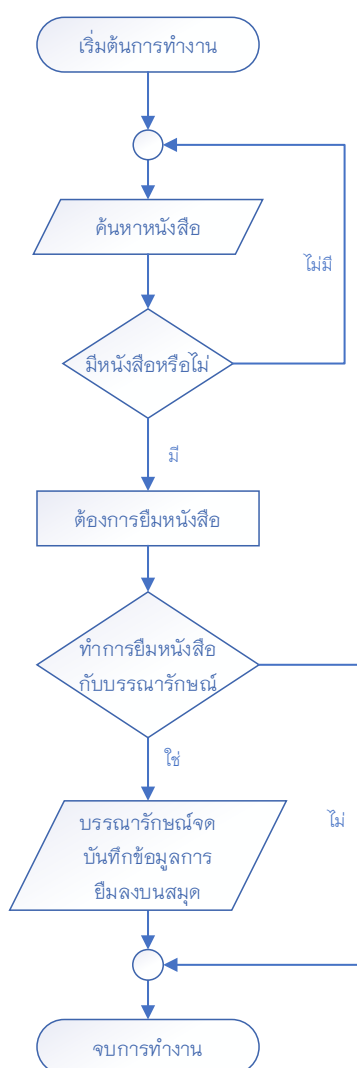 เริ่มต้นการทำงาน
ค้นหาหนังสือ
ไม่มี
มีหนังสือหรือไม่
มี
ต้องการยืมหนังสือ
ทำการยืมหนังสือ
กับบรรณารักษณ์
ใช่
บรรณารักษณ์จด
บันทึกข้อมูลการ
ยืมลงบนสมุด
ไม่
จบการทำงาน